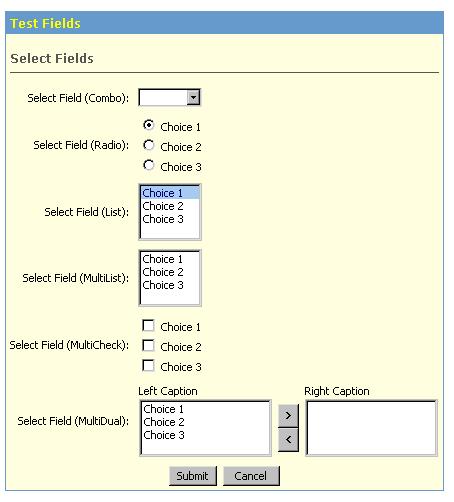 Test Fields
Select Fields
Select Field (Combo):
Select Field (Radio):
Choice 1
Choice 2
Choice 3
Select Field (List):
Choice 1
Choice 2
Choice 3
Select Field (MultiList):
Choice 1
Choice 2
Choice 3
Select Field (MultiCheck):
Choice 1
Choice 2
Choice 3
Select Field (MultiDual):
Left Caption
Choice 1
Choice 2
Choice 3
>
<
Right Caption
Submit Cancel